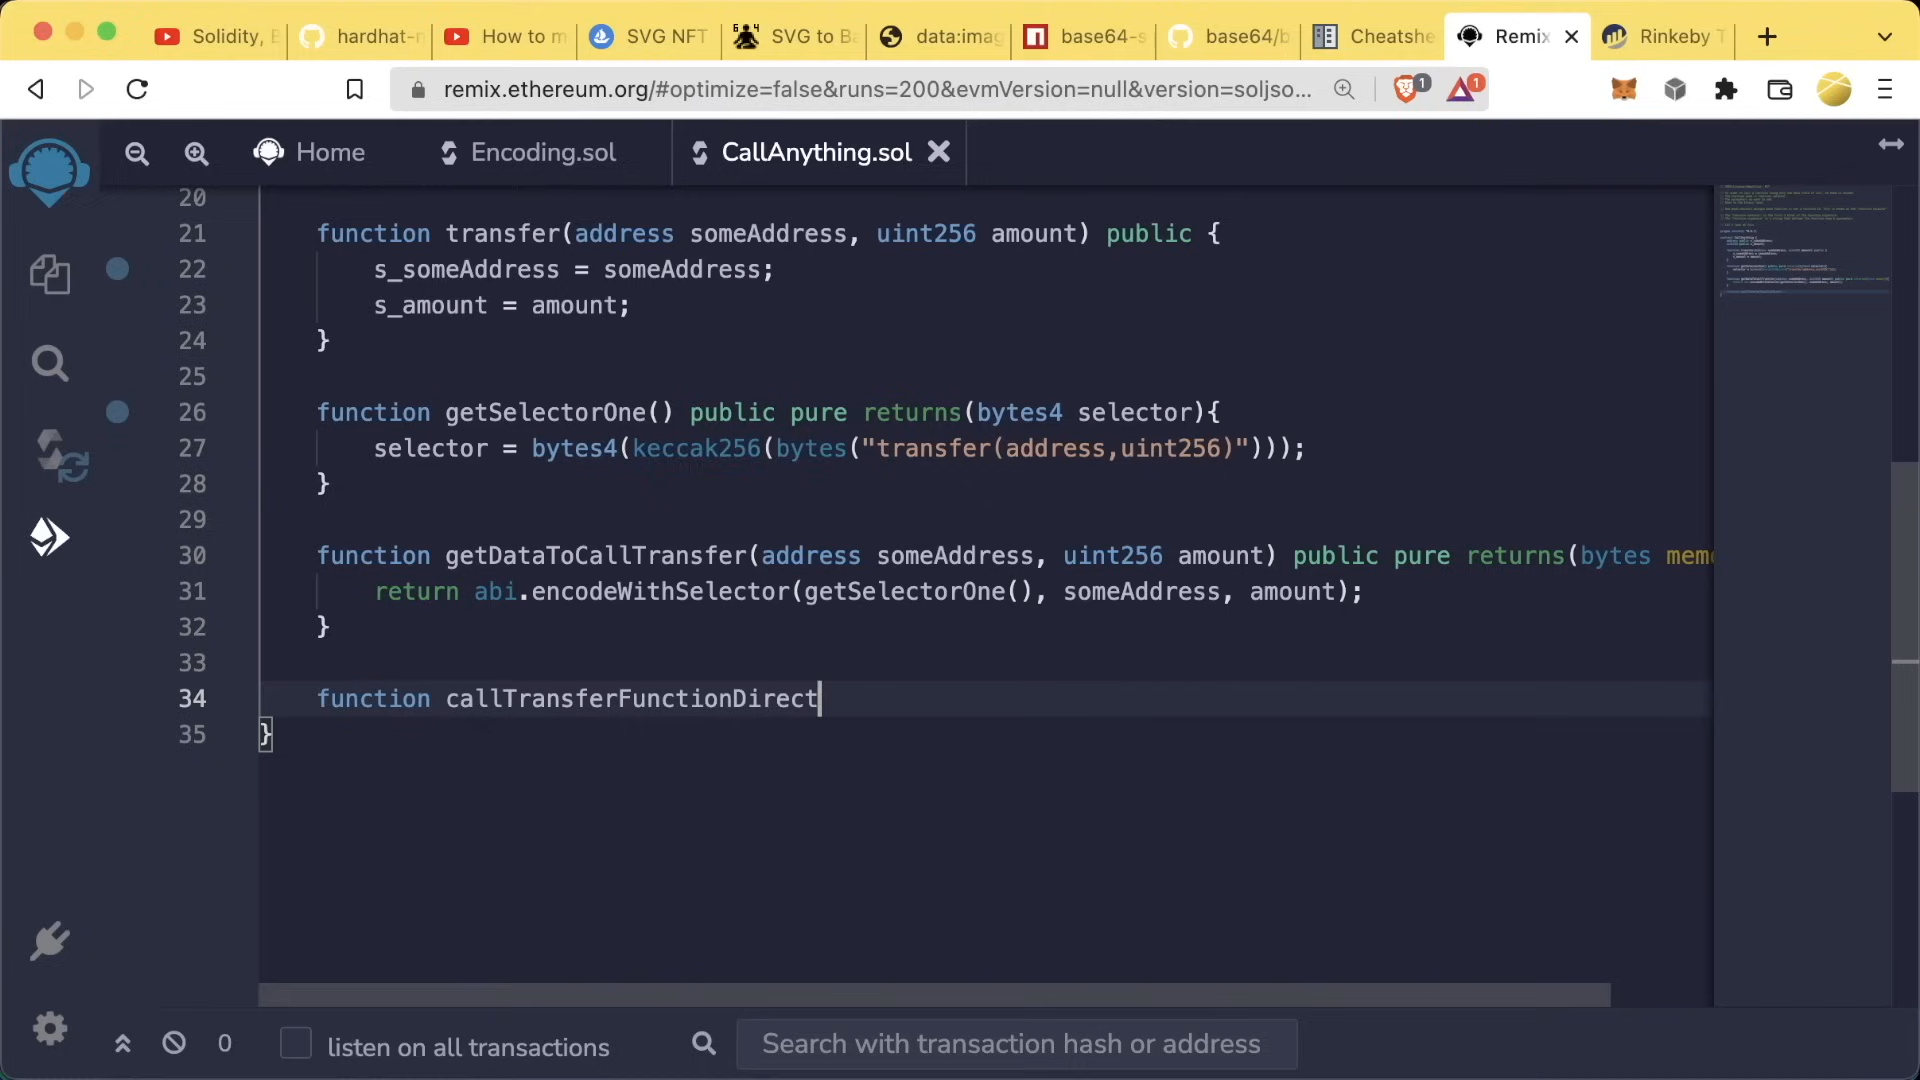 Solidity, E
hardhat-n
How to m
SVG NFT
SVG to Ba
data:imag
base64-s
base64/b
Cheatshe
Remix
Rinkeby T
remix.ethereum.org/#optimize=false&runs=200&evmVersion=null&version=soljso...
1
1
Home
Encoding.sol
CallAnything.sol
20
21 function transfer(address someAddress, uint256 amount) public {
22 s_someAddress = someAddress;
23 s_amount = amount;
24 }
25
26 function getSelectorOne() public pure returns(bytes4 selector){
27 selector = bytes4(keccak256(bytes("transfer(address,uint256)")));
28 }
29
30 function getDataToCallTransfer(address someAddress, uint256 amount) public pure returns(bytes memo
31 return abi.encodeWithSelector(getSelectorOne(), someAddress, amount);
32 }
33
34 function callTransferFunctionDirect
35 }
0
listen on all transactions
Search with transaction hash or address